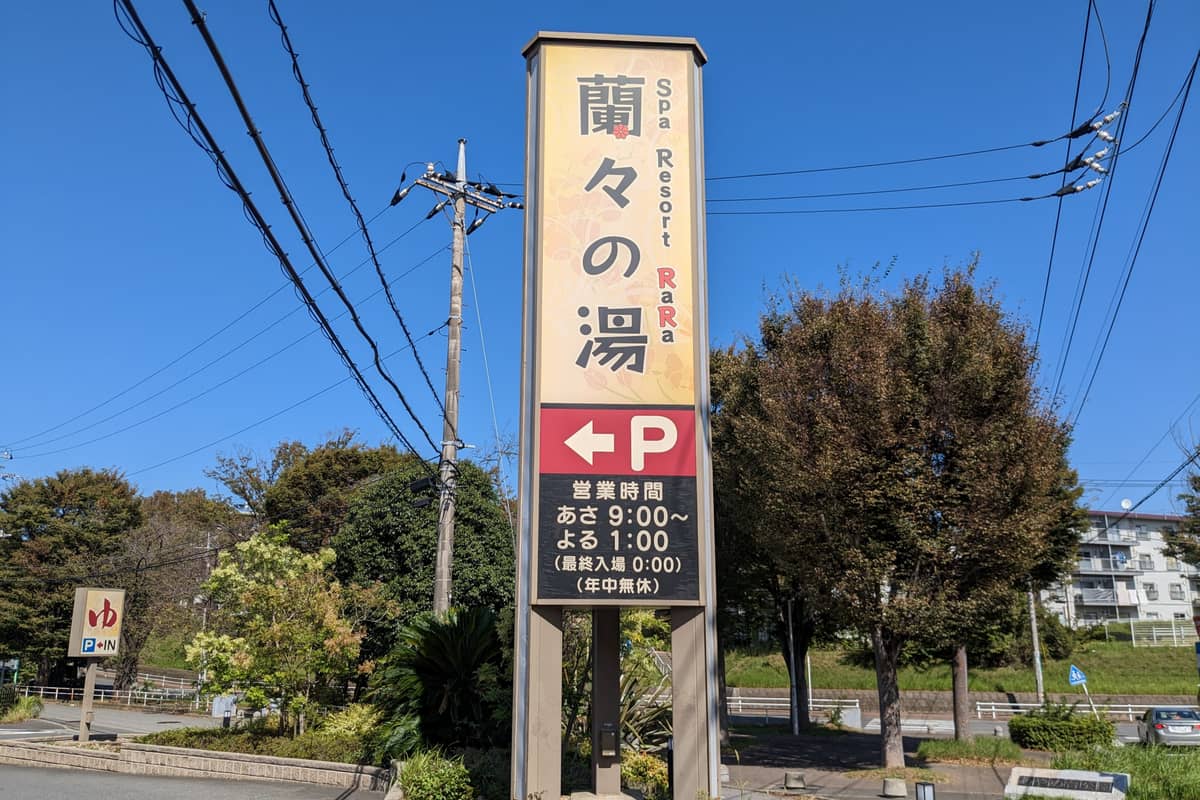 蘭々の湯
Spa Resort RaRa
← P
営業時間
あさ 9:00～
よる 1:00
(最終入場 0:00)
(年中無休)
ゆ
P ←IN